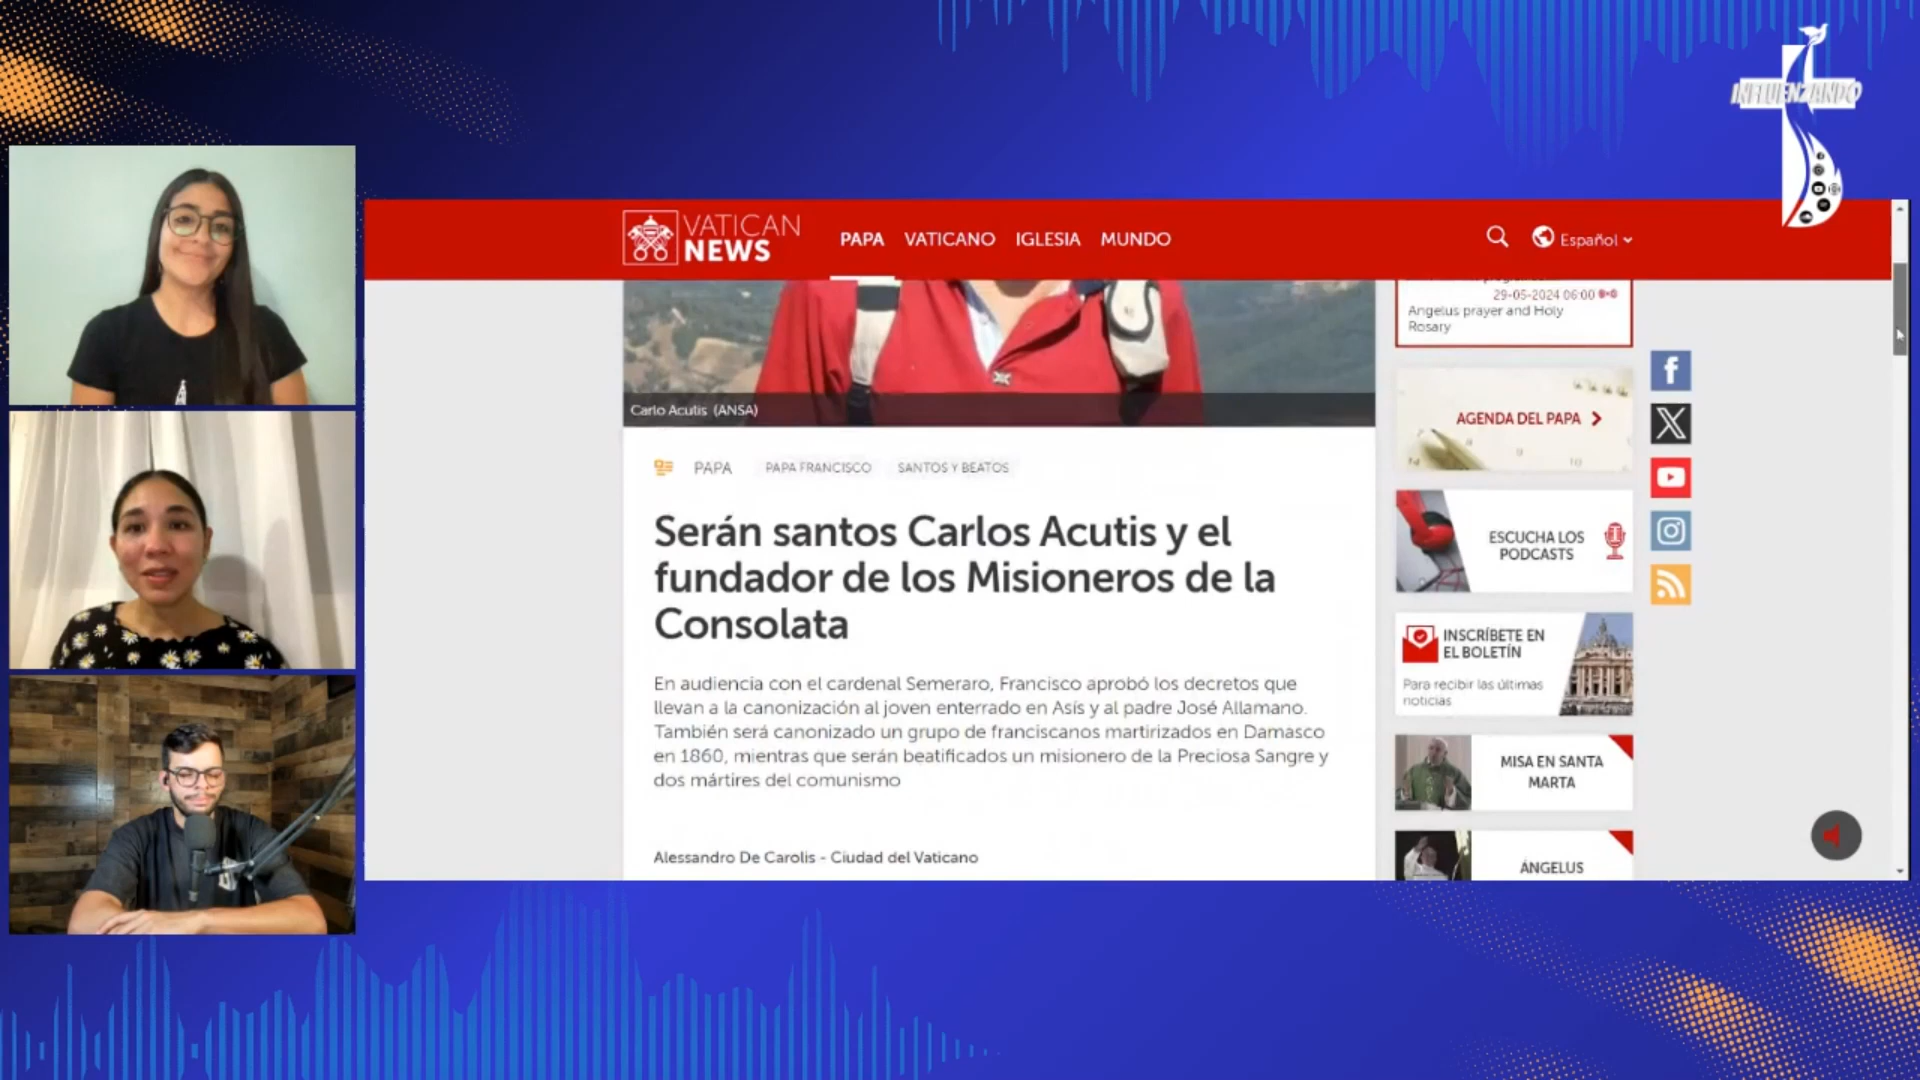 INFLUENZANDO
VATICAN
NEWS
PAPA VATICANO IGLESIA MUNDO
Español
29-05-2024 06:00
Angelus prayer and Holy
Rosary
Carlo Acutis (ANSA)
PAPA PAPA FRANCISCO SANTOS Y BEATOS
Serán santos Carlos Acutis y el
fundador de los Misioneros de la
Consolata
En audiencia con el cardenal Semeraro, Francisco aprobó los decretos que
llevan a la canonización al joven enterrado en Asís y al padre José Allamano.
También será canonizado un grupo de franciscanos martirizados en Damasco
en 1860, mientras que serán beatificados un misionero de la Preciosa Sangre y
dos mártires del comunismo
Alessandro De Carolis - Ciudad del Vaticano
AGENDA DEL PAPA
ESCUCHA LOS
PODCASTS
INSCRÍBETE EN
EL BOLETÍN
Para recibir las últimas
noticias
MISA EN SANTA
MARTA
ÁNGELUS